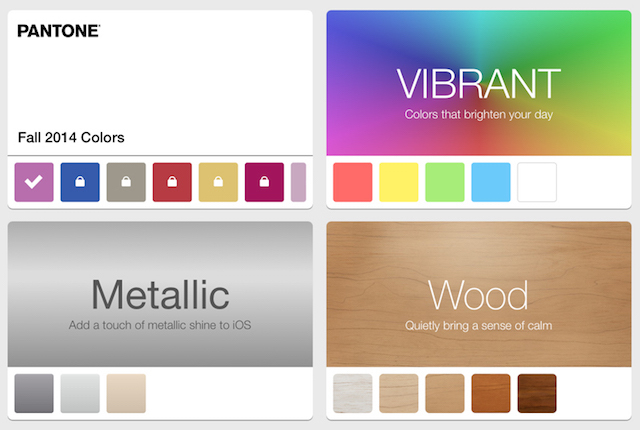 PANTONE®
Fall 2014 Colors
VIBRANT
Colors that brighten your day
Metallic
Add a touch of metallic shine to iOS
Wood
Quietly bring a sense of calm